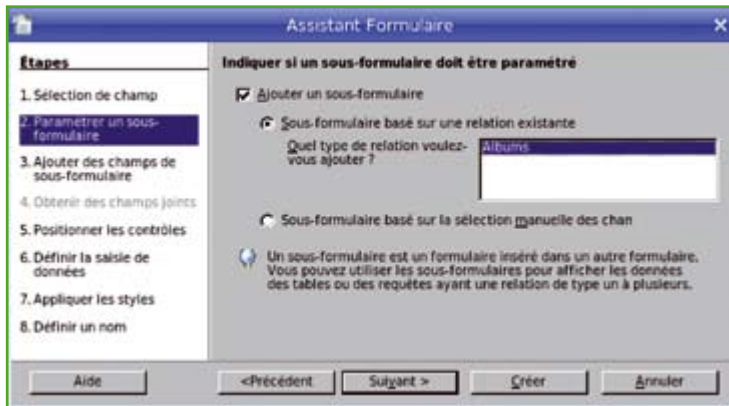 Assistant Formulaire
Étapes
1. Sélection de champ
2. Paramétrer un sous-
formulaire
3. Ajouter des champs de
sous-formulaire
4. Obtenir des champs joints
5. Positionner les contrôles
6. Définir la saisie de
données
7. Appliquer les styles
8. Définir un nom
Indiquer si un sous-formulaire doit être paramétré
Ajouter un sous-formulaire
Sous-formulaire basé sur une relation existante
Quel type de relation voulez-
vous ajouter ?
Albums
Sous-formulaire basé sur la sélection manuelle des chan
Un sous-formulaire est un formulaire inséré dans un autre formulaire.
Vous pouvez utiliser les sous-formulaires pour afficher les données
des tables ou des requêtes ayant une relation de type un à plusieurs.
Aide
<Précédent
Suivant >
Créer
Annuler